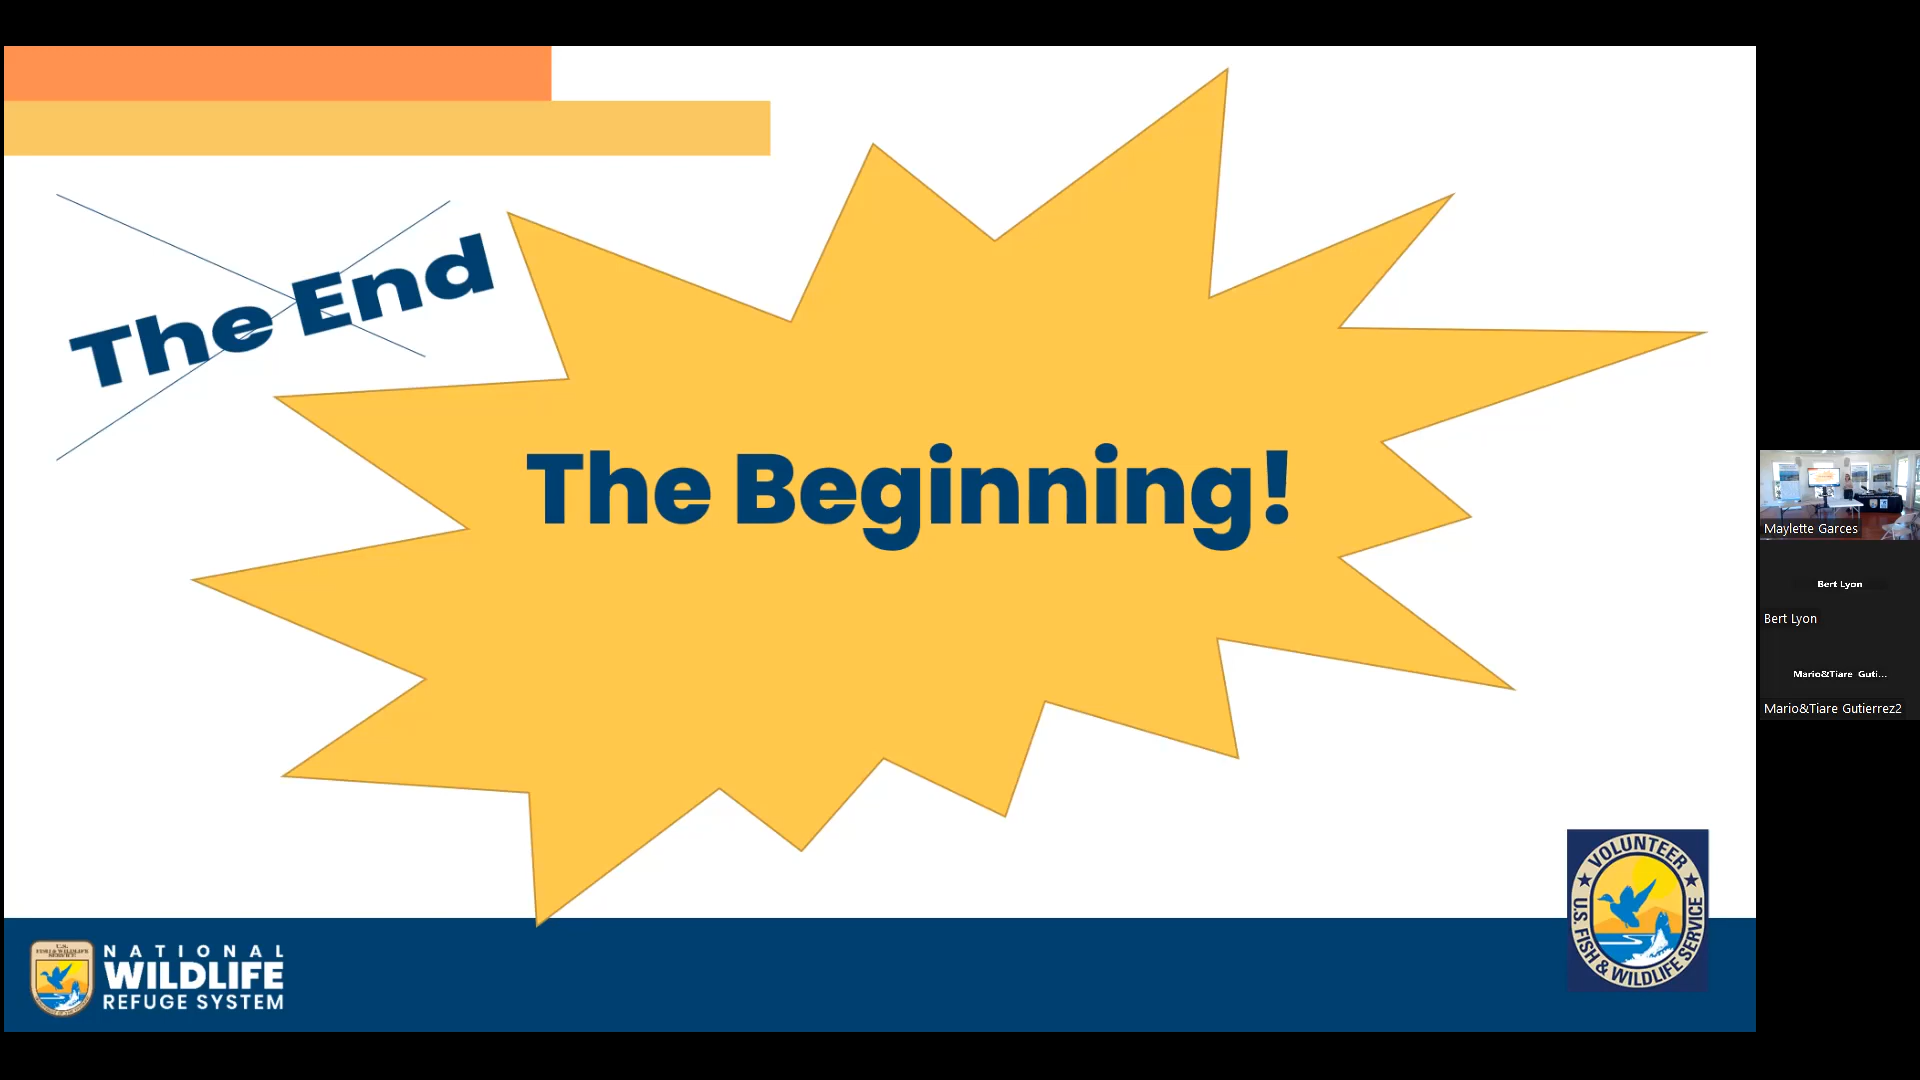 The End
The Beginning!
VOLUNTEER
U.S. FISH & WILDLIFE SERVICE
U.S.
FISH & WILDLIFE
SERVICE
NATIONAL
WILDLIFE
REFUGE SYSTEM
Maylette Garces
Bert Lyon
Bert Lyon
Mario&Tiare Guti...
Mario&Tiare Gutierrez2